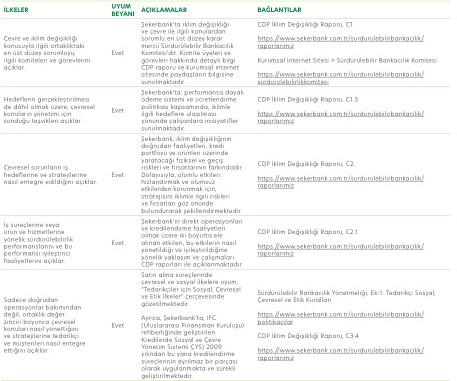 İLKELER
UYUM
BEYANI
AÇIKLAMALAR
BAĞLANTILAR
Çevre ve iklim değişikliği
konusuyla ilgili ortaklıktaki
en üst düzey sorumluyu,
ilgili komiteleri ve görevlerini
açıklar.
Evet
Şekerbank'ta iklim değişikliği
ve çevre ile ilgili konulardan
sorumlu en üst düzey karar
mercii Sürdürülebilir Bankacılık
Komitesi'dir. Komite üyeleri ve
görevleri hakkında detaylı bilgi
CDP raporu ve kurumsal internet
sitesinde paydaşların bilgisine
sunulmaktadır.
CDP İklim Değişikliği Raporu, C1.
https://www.sekerbank.com.tr/surdurulebilirbankacilik/
raporlarimiz
Kurumsal İnternet Sitesi > Sürdürülebilir Bankacılık Komitesi
https://www.sekerbank.com.tr/surdurulebilirbankacilik/
surdurulebilirlikkomitesi
Hedeflerin gerçekleştirilmesi
de dâhil olmak üzere, çevresel
konuların yönetimi için
sunduğu teşvikleri açıklar.
Evet
Şekerbank'ta, performansa dayalı
ödeme sistemi ve ücretlendirme
politikası kapsamında, iklimle
ilgili hedeflere ulaşılması
yönünde çalışanlara inisiyatifler
sunulmaktadır.
CDP İklim Değişikliği Raporu, C1.3
https://www.sekerbank.com.tr/surdurulebilirbankacilik/
raporlarimiz
Çevresel sorunların iş
hedeflerine ve stratejilerine
nasıl entegre edildiğini açıklar.
Evet
Şekerbank, iklim değişikliğinin
doğrudan faaliyetleri, kredi
portföyü ve ürünleri üzerinde
yaratacağı fiziksel ve geçiş
riskleri ve fırsatlarının farkındadır.
Dolayısıyla, olumlu etkileri
hızlandırmak ve olumsuz
etkilerden korunmak için,
stratejisini iklimle ilgili riskleri
ve fırsatları göz önünde
bulundurarak şekillendirmektedir.
CDP İklim Değişikliği Raporu, C2.
https://www.sekerbank.com.tr/surdurulebilirbankacilik/
raporlarimiz
İş süreçlerine veya
ürün ve hizmetlerine
yönelik sürdürülebilirlik
performanslarını ve bu
performansı iyileştirici
faaliyetlerini açıklar.
Evet
Şekerbank'ın direkt operasyonları
ve kredilendirme faaliyetleri
olmak üzere iki boyutta ele
alınan etkileri, bu etkilerin nasıl
yönetildiği ve iyileştirildiğine
yönelik yaklaşım ve çalışmaları
CDP raporları ile açıklanmaktadır.
CDP İklim Değişikliği Raporu, C2.1
https://www.sekerbank.com.tr/surdurulebilirbankacilik/
raporlarimiz
Sadece doğrudan
operasyonlar bakımından
değil, ortaklık değer
zinciri boyunca çevresel
konuları nasıl yönettiğini
ve stratejilerine tedarikçi
ve müşterileri nasıl entegre
ettiğini açıklar.
Evet
Satın alma süreçlerinde
çevresel ve sosyal ilkelere uyum,
"Tedarikçiler için Sosyal, Çevresel
ve Etik İlkeler" çerçevesinde
gözetilmektedir.
Ayrıca, Şekerbank'ta, IFC
(Uluslararası Finansman Kuruluşu)
rehberliğinde geliştirilen
Kredilerde Sosyal ve Çevre
Yönetim Sistemi (ÇYS) 2009
yılından bu yana kredilendirme
süreçlerinin ayrılmaz bir parçası
olarak uygulanmakta ve sürekli
geliştirilmektedir.
Sürdürülebilir Bankacılık Yönetmeliği, Ek-1: Tedarikçi Sosyal,
Çevresel ve Etik Kuralları
https://www.sekerbank.com.tr/surdurulebilirbankacilik/
politikacilar
CDP İklim Değişikliği Raporu, C3.4
https://www.sekerbank.com.tr/surdurulebilirbankacilik/
raporlarimiz